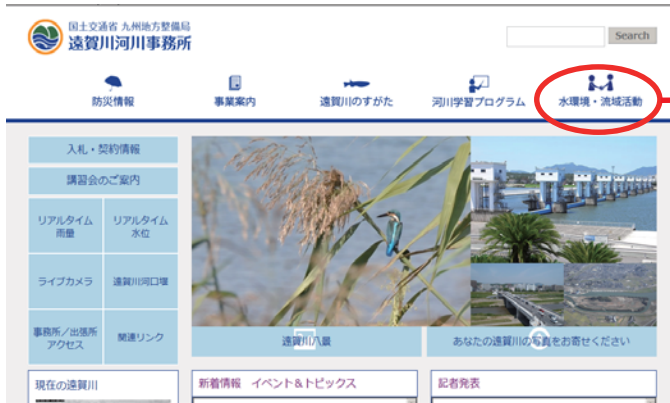 国土交通省 九州地方整備局
遠賀川河川事務所
Search
防災情報
事業案内
遠賀川のすがた
河川学習プログラム
水環境・流域活動
入札・契約情報
講習会のご案内
リアルタイム
雨量
リアルタイム
水位
ライブカメラ
遠賀川河口堰
事務所/出張所
アクセス
関連リンク
遠賀川八景
あなたの遠賀川の写真をお寄せください
現在の遠賀川
新着情報 イベント&トピックス
記者発表